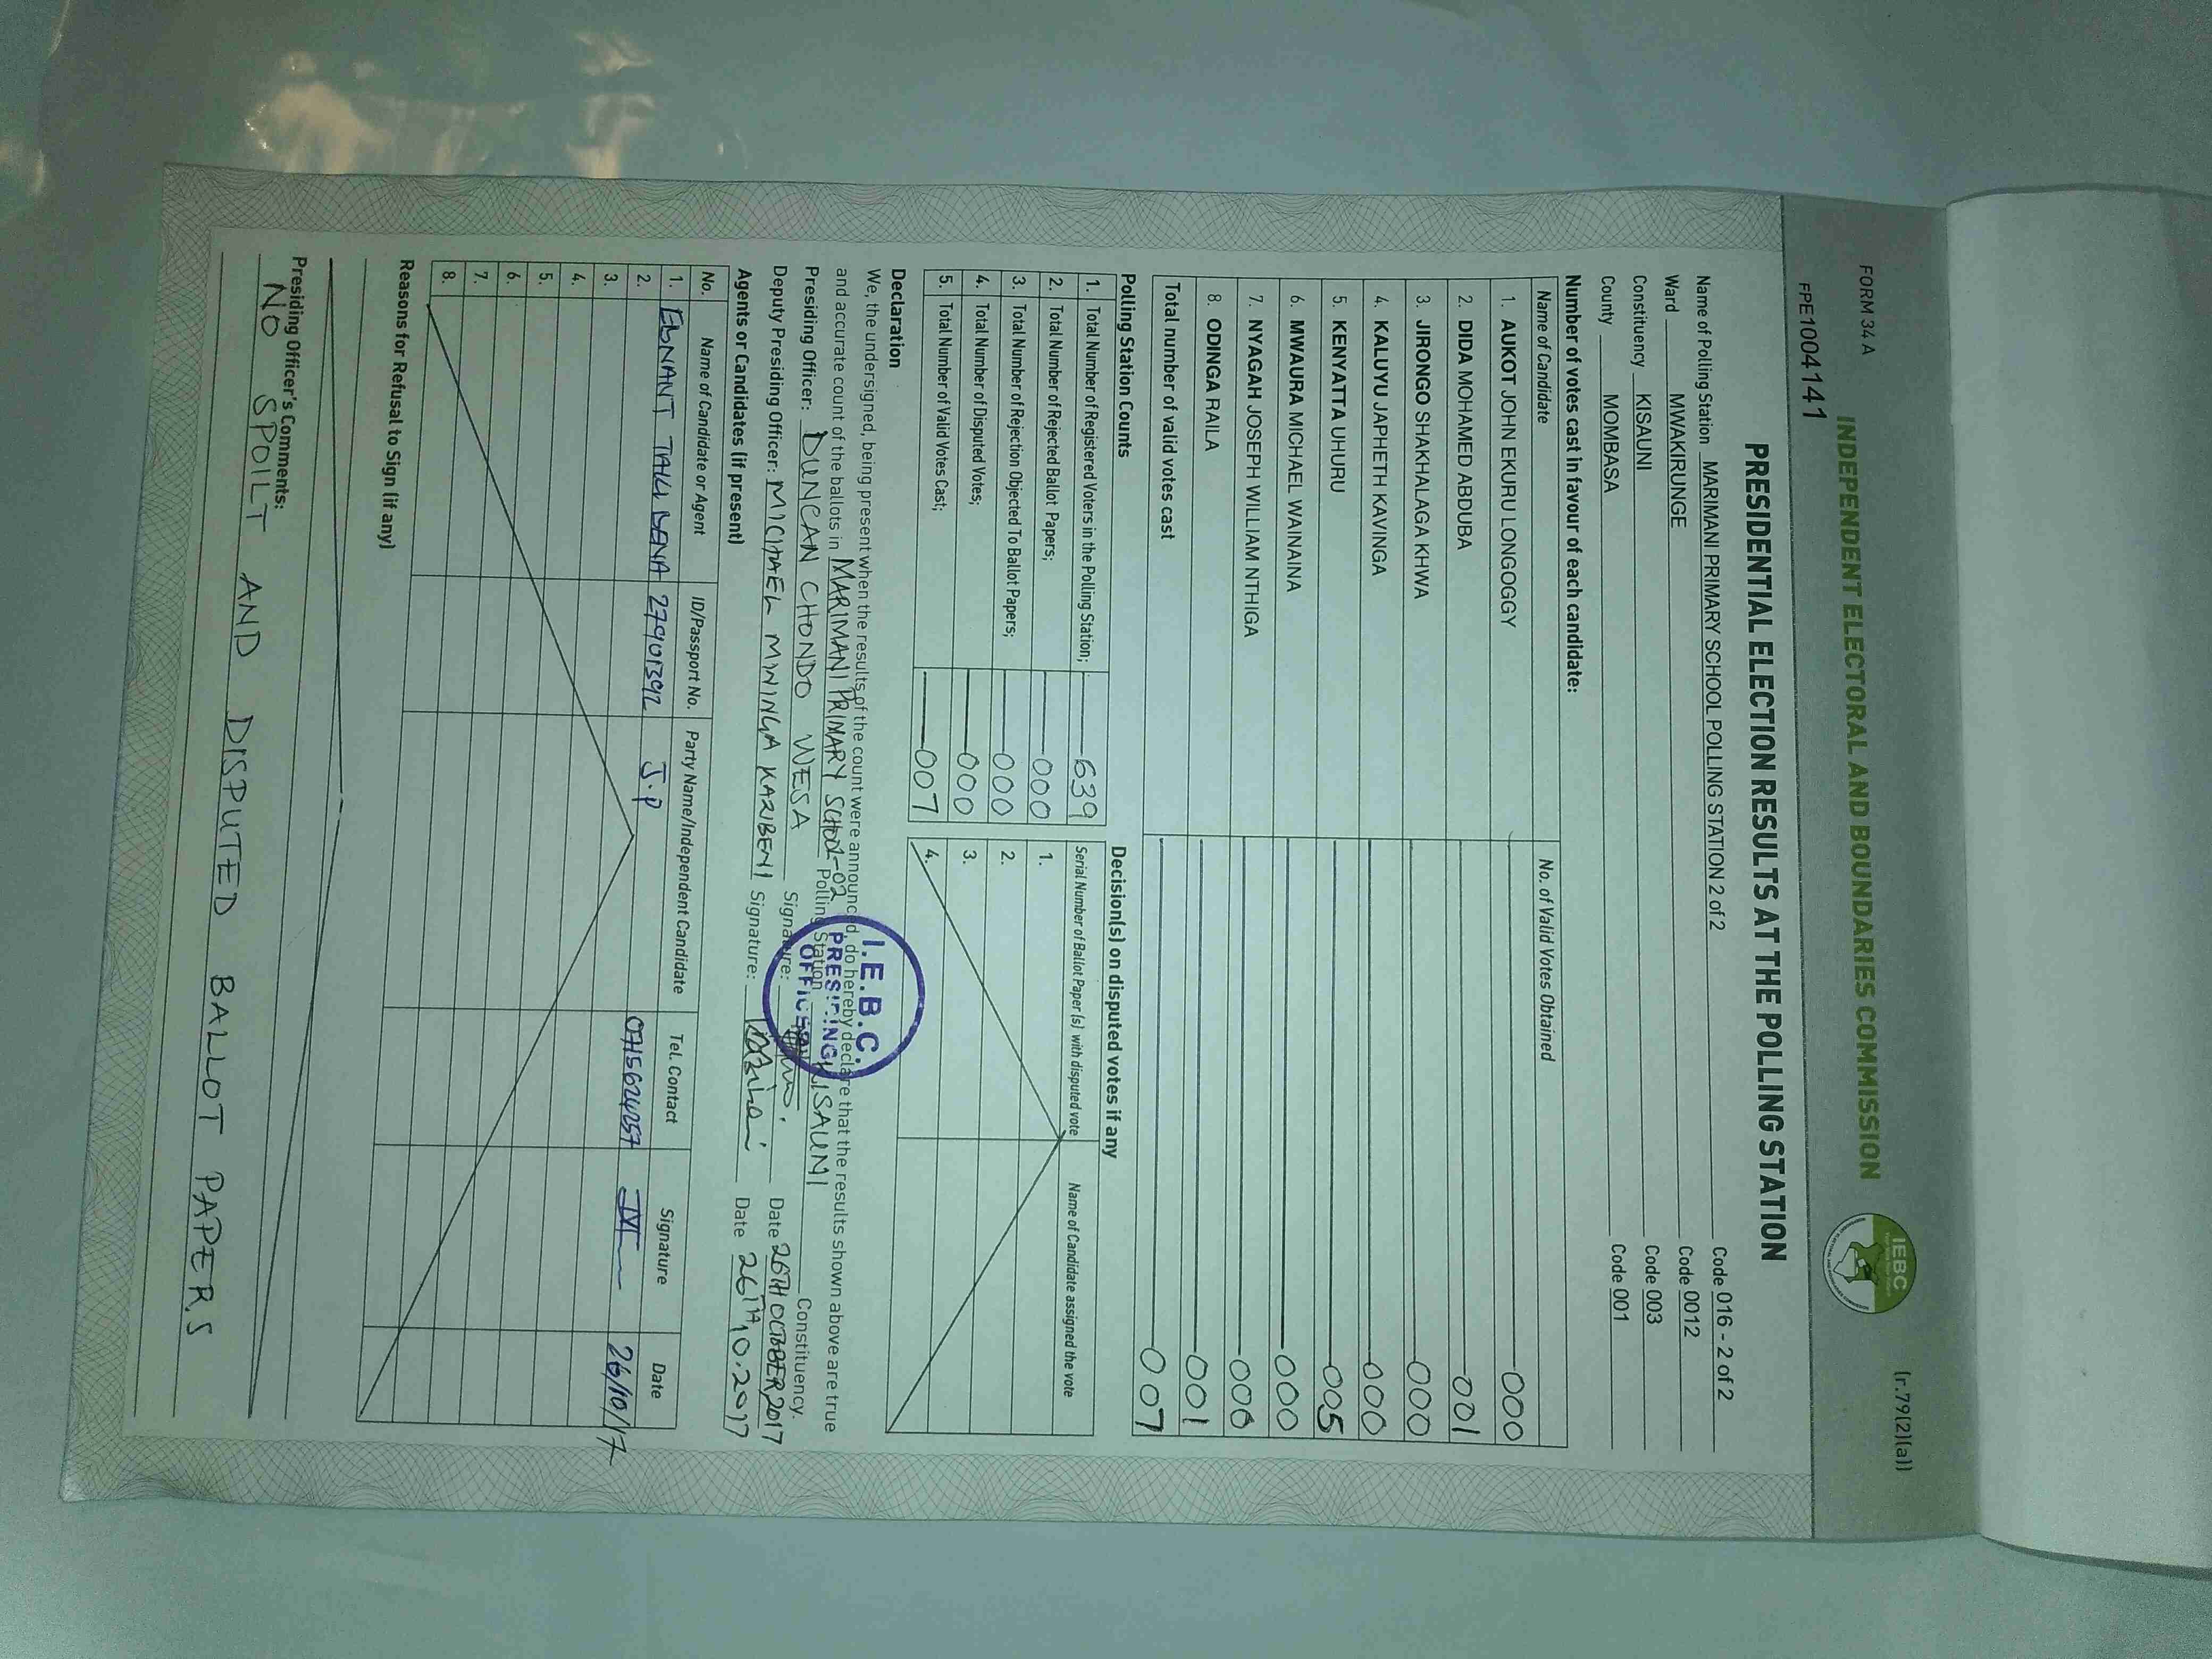 FORM 34 A
(r.79(2)(a))
INDEPENDENT ELECTORAL AND BOUNDARIES COMMISSION
IEBC
FPE1004141
PRESIDENTIAL ELECTION RESULTS AT THE POLLING STATION
Name of Polling Station MARIMANI PRIMARY SCHOOL POLLING STATION 2 of 2 Code 016 - 2 of 2
Ward MWAKIRUNGE Code 0012
Constituency KISAUNI Code 003
County MOMBASA Code 001
Number of votes cast in favour of each candidate:
Name of Candidate No. of Valid Votes Obtained
1. AUKOT JOHN EKURU LONGOGGY 000
2. DIDA MOHAMED ABDUBA 001
3. JIRONGO SHAKHALAGA KHWA 000
4. KALUYU JAPHETH KAVINGA 000
5. KENYATTA UHURU 005
6. MWAURA MICHAEL WAINAINA 000
7. NYAGAH JOSEPH WILLIAM NTHIGA 000
8. ODINGA RAILA 001
Total number of valid votes cast 007
Polling Station Counts
1. Total Number of Registered Voters in the Polling Station; 639
2. Total Number of Rejected Ballot Papers; 000
3. Total Number of Rejection Objected To Ballot Papers; 000
4. Total Number of Disputed Votes; 000
5. Total Number of Valid Votes Cast; 007
Decision(s) on disputed votes if any
Serial Number of Ballot Paper (s) with disputed vote Name of Candidate assigned the vote
1.
2.
3.
4.
Declaration
We, the undersigned, being present when the results of the count were announced, do hereby declare that the results shown above are true
and accurate count of the ballots in MARIMANI PRIMARY SCHOOL-02 Polling Station KISAUNI Constituency.
Presiding Officer: DUNCAN CHONDO WESA Signature: Date 26TH OCTOBER, 2017
Deputy Presiding Officer: MICHAEL MININGA KARIBENI Signature: Date 26TH 10.2017
I.E.B.C.
PRESIDING
OFFICER
Agents or Candidates (if present)
No. Name of Candidate or Agent ID/Passport No. Party Name/Independent Candidate Tel. Contact Signature Date
1. 27901392 J.P 0715624257 26/10/17
2.
3.
4.
5.
6.
7.
8.
Reasons for Refusal to Sign (if any)
Presiding Officer's Comments:
NO SPOILT AND DISPUTED BALLOT PAPERS